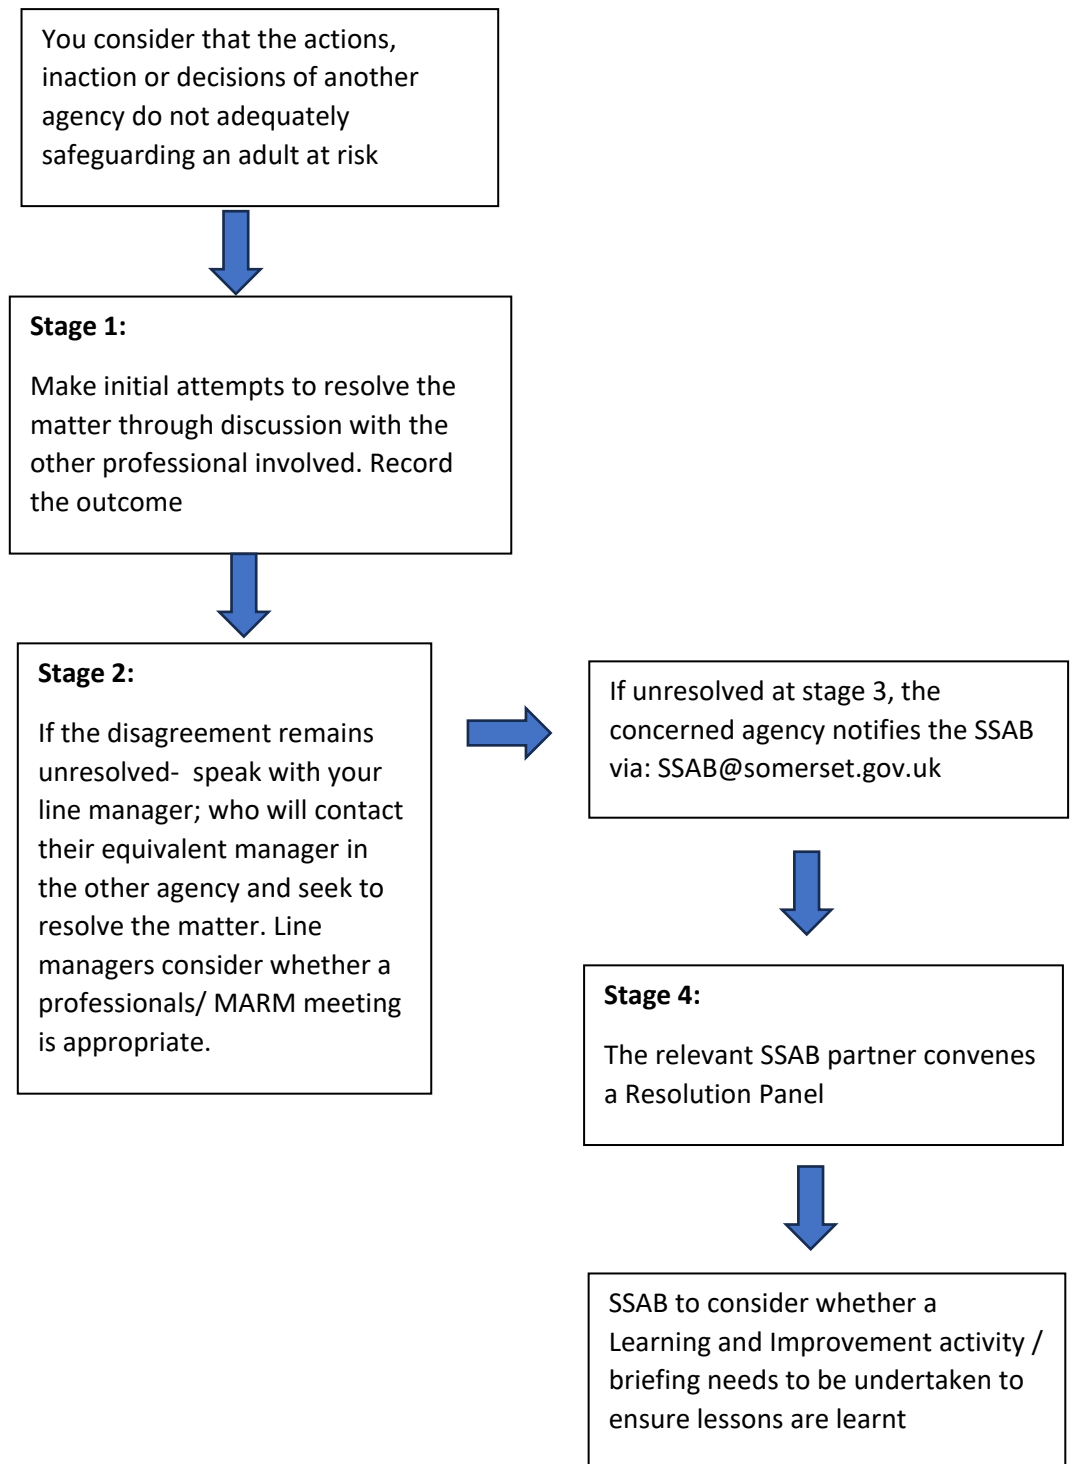 You consider that the actions,
inaction or decisions of another
agency do not adequately
safeguarding an adult at risk
Stage 1:
Make initial attempts to resolve the
matter through discussion with the
other professional involved. Record
the outcome
Stage 2:
If the disagreement remains
unresolved-  speak with your
line manager; who will contact
their equivalent manager in
the other agency and seek to
resolve the matter. Line
managers consider whether a
professionals/ MARM meeting
is appropriate.
If unresolved at stage 3, the
concerned agency notifies the SSAB
via: SSAB@somerset.gov.uk
Stage 4:
The relevant SSAB partner convenes
a Resolution Panel
SSAB to consider whether a
Learning and Improvement activity /
briefing needs to be undertaken to
ensure lessons are learnt